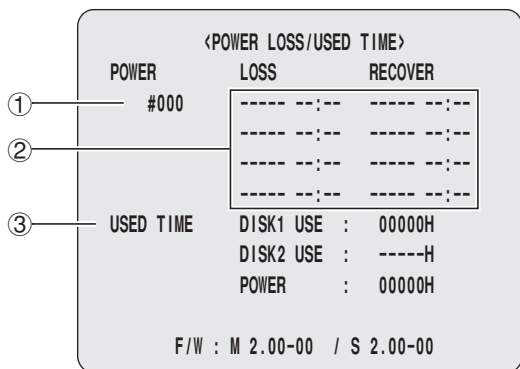 <POWER LOSS/USED TIME>
POWER LOSS RECOVER
① #000 ----- --:-- ----- --:--
② ----- --:-- ----- --:--
----- --:-- ----- --:--
----- --:-- ----- --:--
③ USED TIME DISK1 USE : 00000H
DISK2 USE : -----H
POWER : 00000H
F/W : M 2.00-00 / S 2.00-00